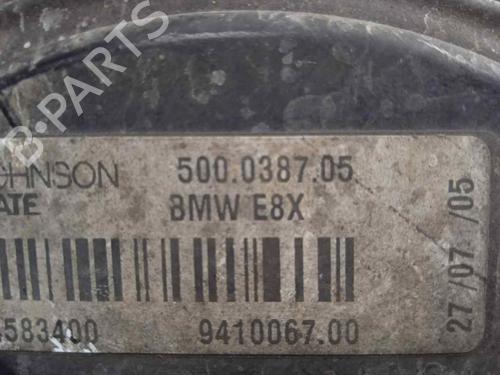 B-PARTS
JOHNSON 500.0387.05
ATE BMW E8X
583400 9410067.00
27/07/05